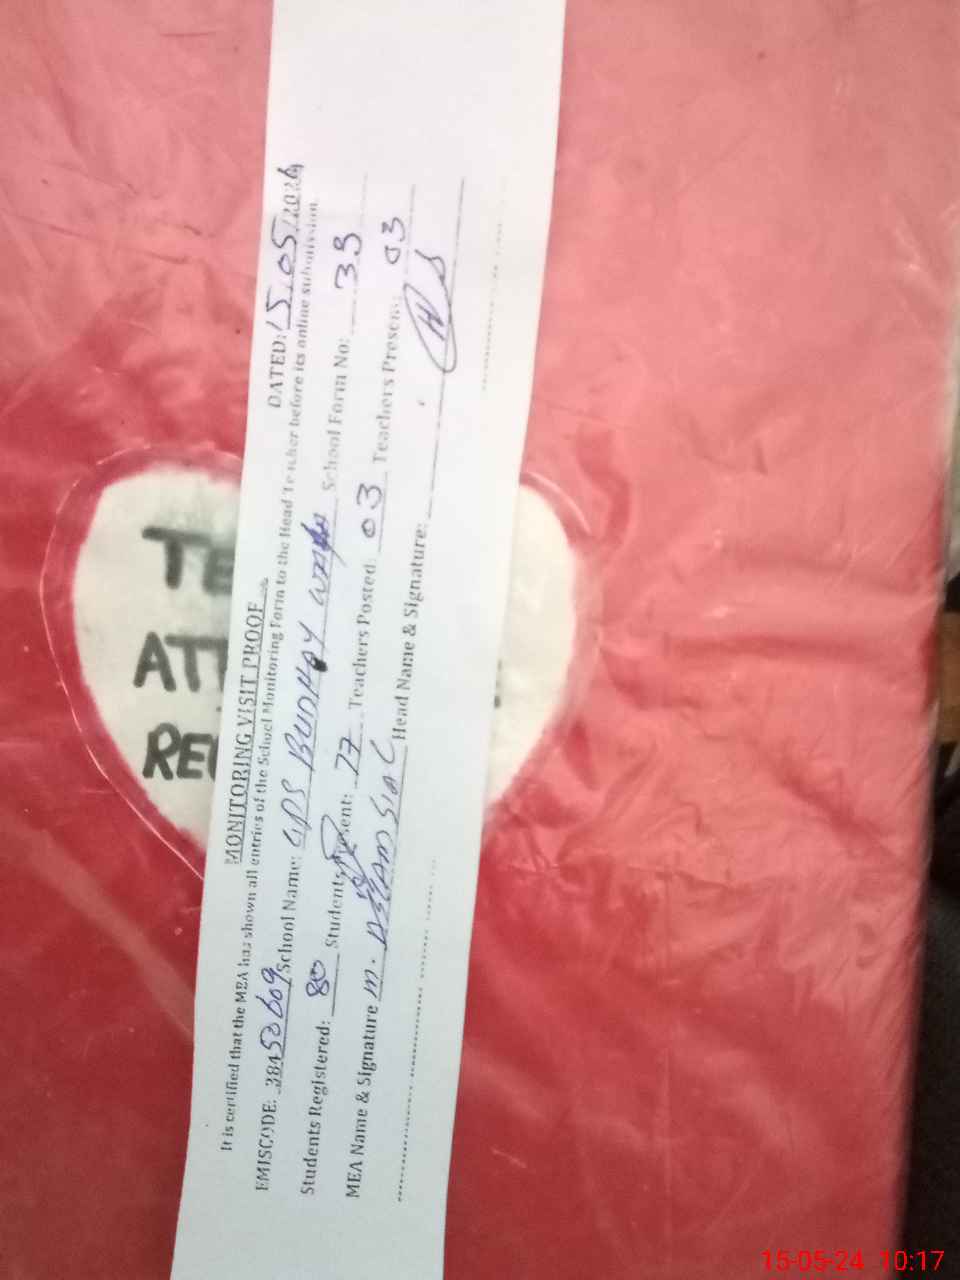 MONITORING VISIT PROOF
DATED: 15.05.2024
It is certified that the MEA has shown all entries of the School Monitoring Form to the Head Teacher before its online submission.
EMISCODE: 38452609 School Name: GPS BUDHAY School Form No: 33
Students Registered: 80 Students Present: 77 Teachers Posted: 03 Teachers Present: 03
MEA Name & Signature M. Head Name & Signature:
TE
ATT
RE
15-05-24 10:17